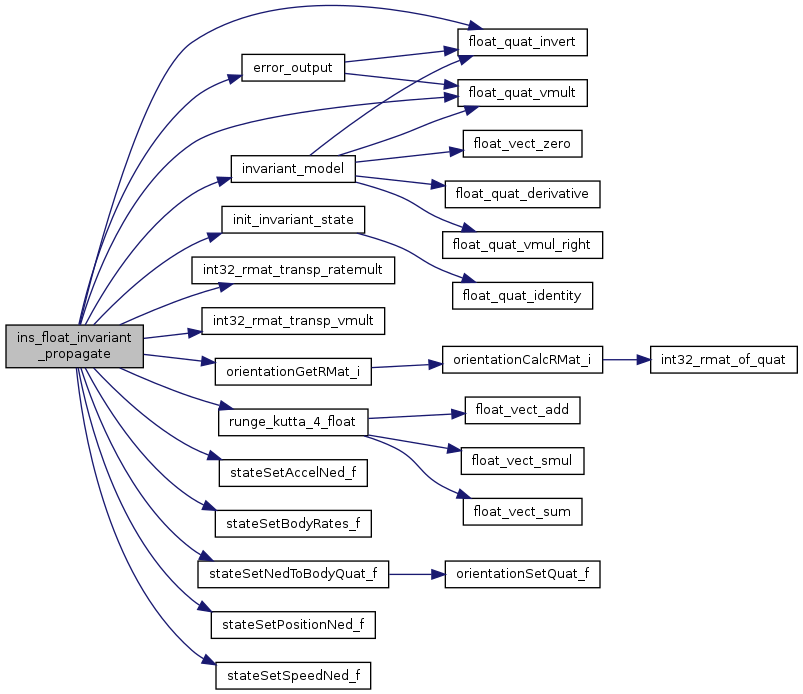 ins_float_invariant
_propagate
error_output
float_quat_invert
float_quat_vmult
invariant_model
float_vect_zero
float_quat_derivative
float_quat_vmul_right
init_invariant_state
float_quat_identity
int32_rmat_transp_ratemult
int32_rmat_transp_vmult
orientationGetRMat_i
orientationCalcRMat_i
int32_rmat_of_quat
runge_kutta_4_float
float_vect_add
float_vect_smul
float_vect_sum
stateSetAccelNed_f
stateSetBodyRates_f
stateSetNedToBodyQuat_f
orientationSetQuat_f
stateSetPositionNed_f
stateSetSpeedNed_f